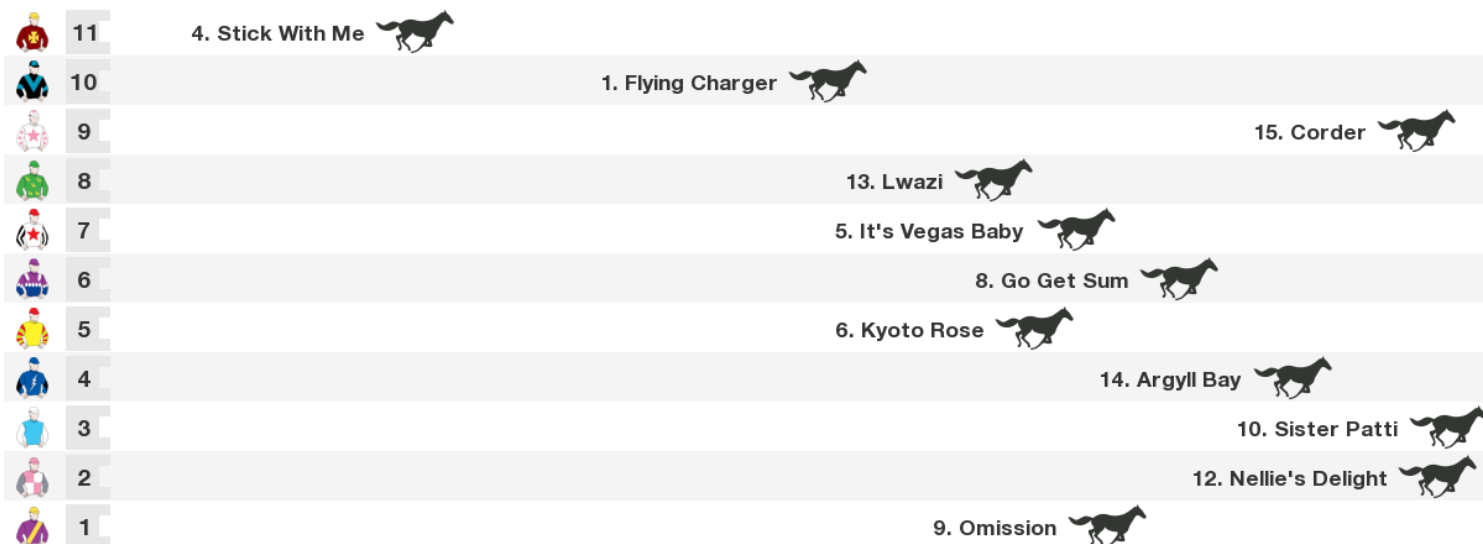 11 4. Stick With Me
10 1. Flying Charger
9 15. Corder
8 13. Lwazi
7 5. It's Vegas Baby
6 8. Go Get Sum
5 6. Kyoto Rose
4 14. Argyll Bay
3 10. Sister Patti
2 12. Nellie's Delight
1 9. Omission